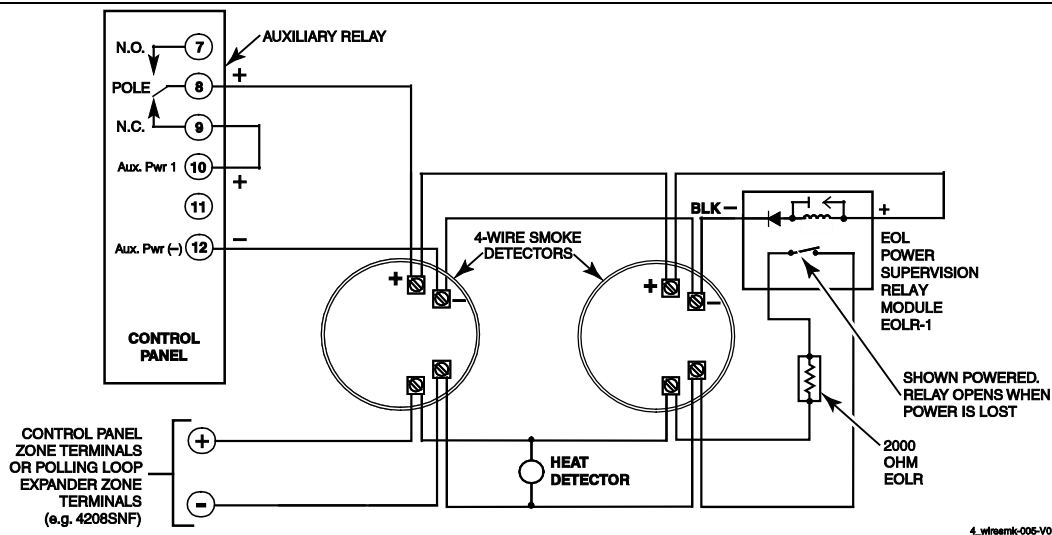 AUXILIARY RELAY
N.O.
7
+
POLE
8
N.C.
9
Aux. Pwr 1
10
+
11
Aux. Pwr (–)
12
–
CONTROL
PANEL
4-WIRE SMOKE
DETECTORS
+
–
+
–
BLK –
+
EOL
POWER
SUPERVISION
RELAY
MODULE
EOLR-1
SHOWN POWERED.
RELAY OPENS WHEN
POWER IS LOST
2000
OHM
EOLR
CONTROL PANEL
ZONE TERMINALS
OR POLLING LOOP
EXPANDER ZONE
TERMINALS
(e.g. 4208SNF)
+
-
HEAT
DETECTOR
4_wiresmk-005-V0